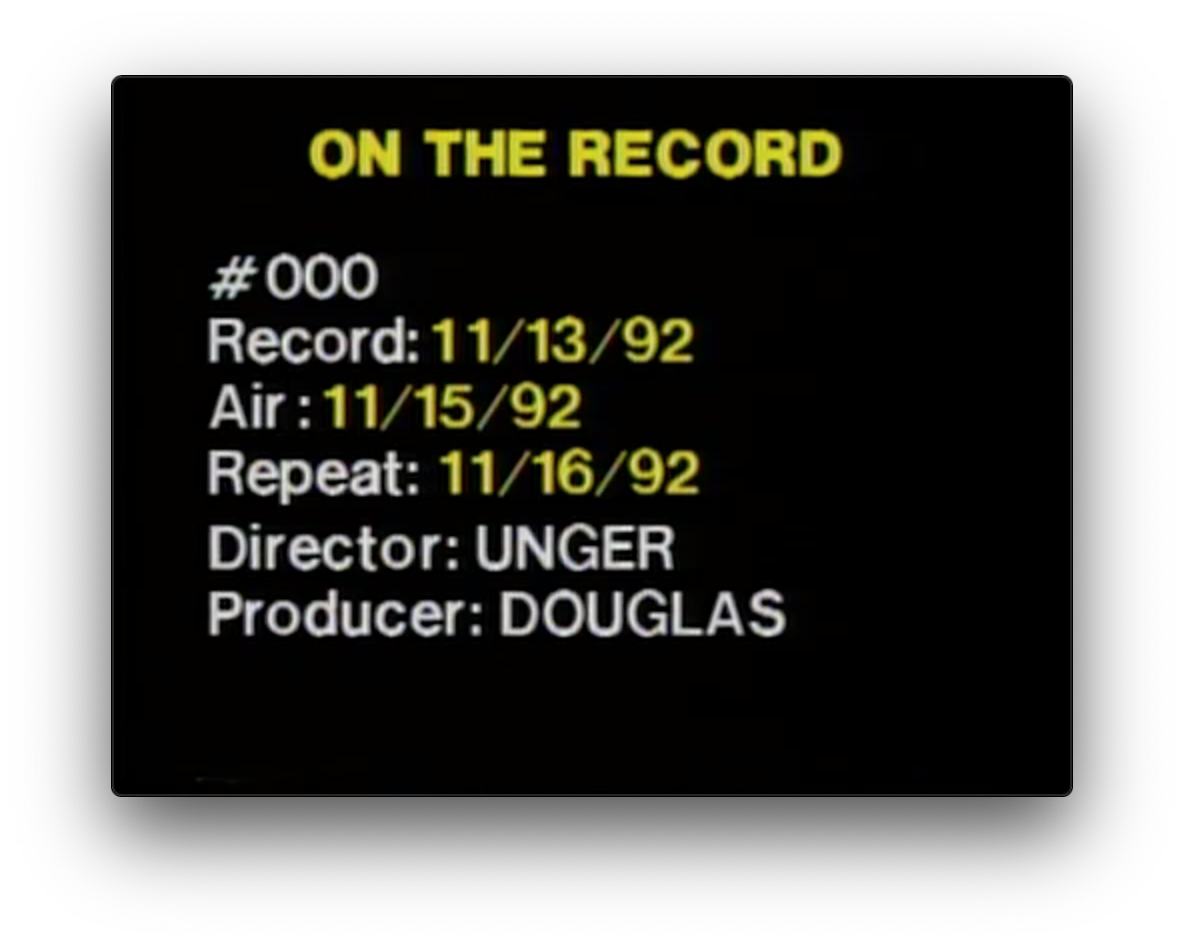 ON THE RECORD
#000
Record: 11/13/92
Air: 11/15/92
Repeat: 11/16/92
Director: UNGER
Producer: DOUGLAS